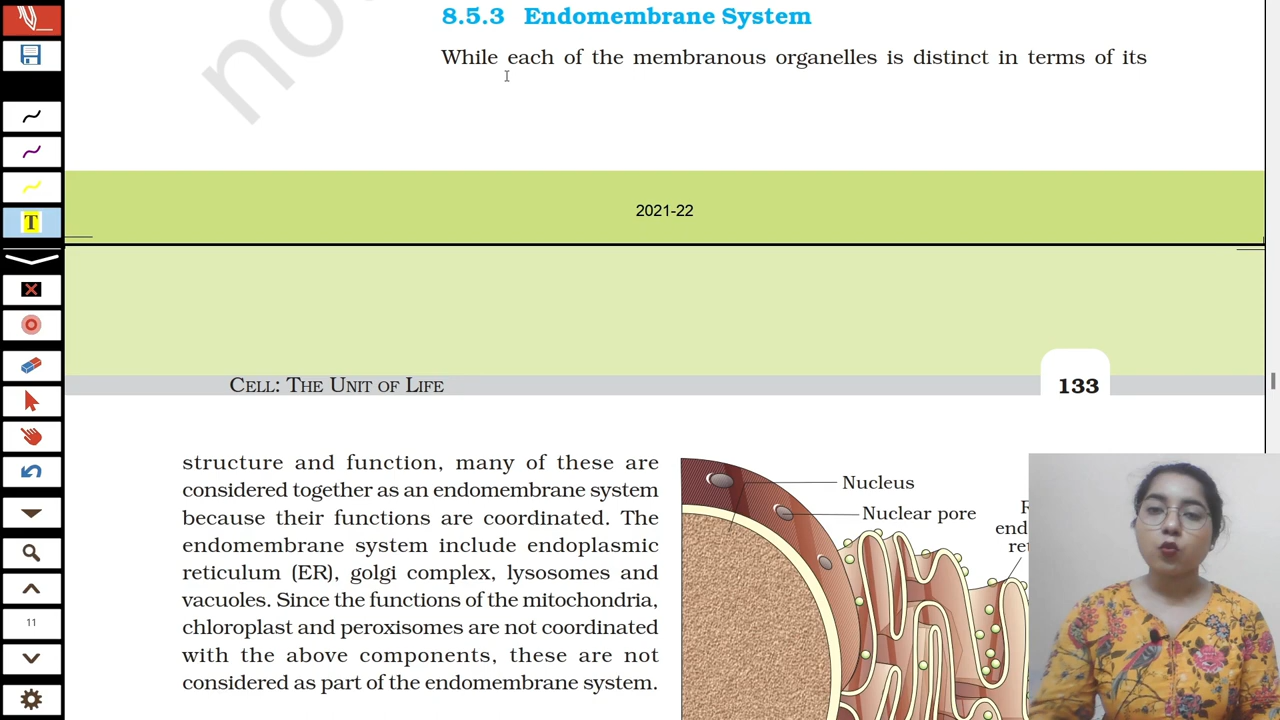 8.5.3 Endomembrane System
While each of the membranous organelles is distinct in terms of its
2021-22
CELL: THE UNIT OF LIFE
133
structure and function, many of these are
considered together as an endomembrane system
because their functions are coordinated. The
endomembrane system include endoplasmic
reticulum (ER), golgi complex, lysosomes and
vacuoles. Since the functions of the mitochondria,
chloroplast and peroxisomes are not coordinated
with the above components, these are not
considered as part of the endomembrane system.
Nucleus
Nuclear pore
T
11